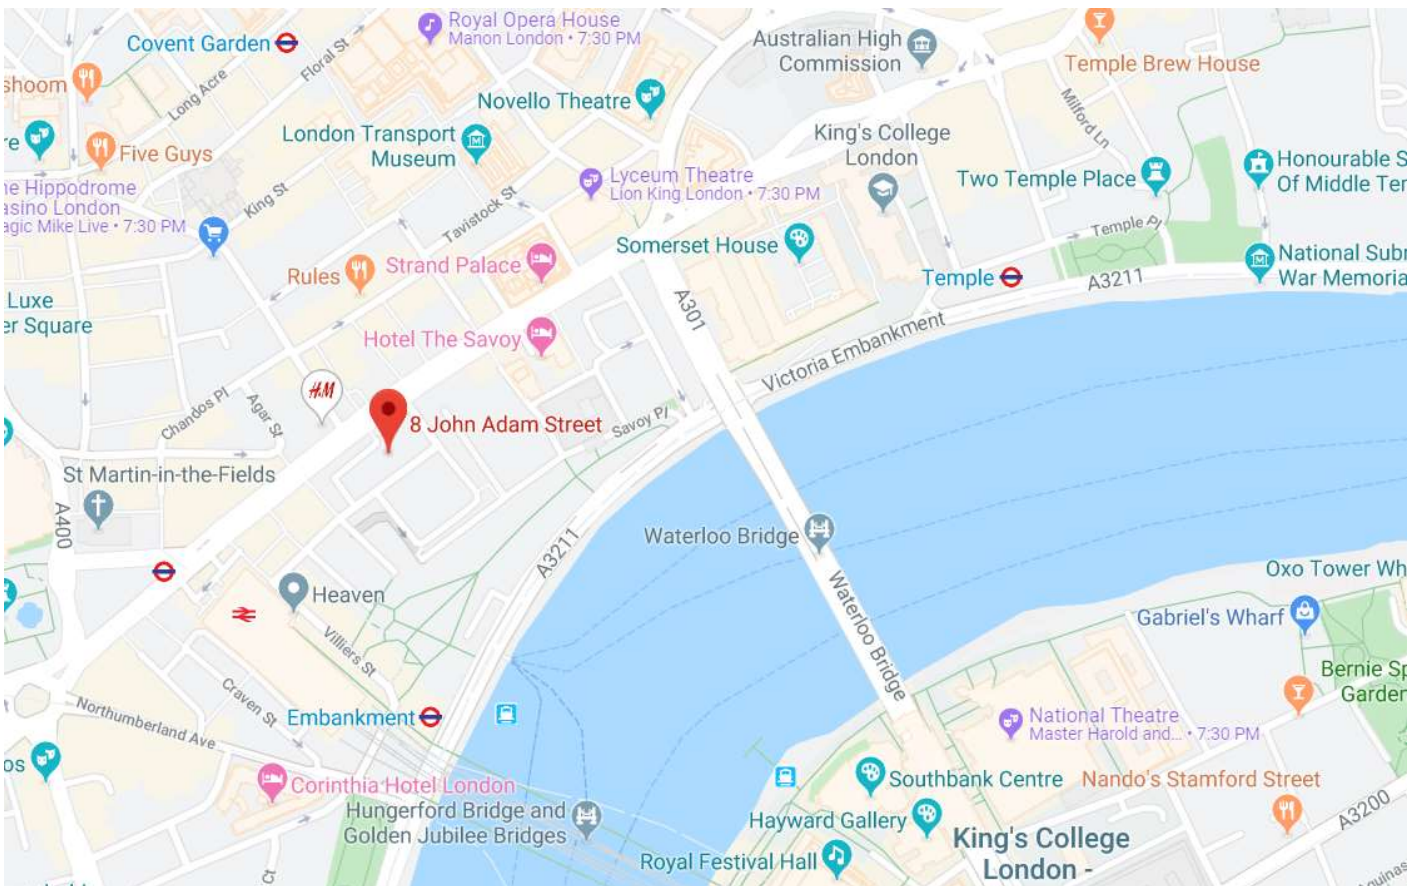 Royal Opera House
Manon London • 7:30 PM
Covent Garden
Floral St
Australian High
Commission
Temple Brew House
shoom
Long Acre
Novello Theatre
Milford Ln
re
Five Guys
London Transport
Museum
King's College
London
Honourable S
Of Middle Ter
Two Temple Place
Lyceum Theatre
Lion King London • 7:30 PM
ne Hippodrome
asino London
agic Mike Live • 7:30 PM
King St
Tavistock St
Temple Pl
Somerset House
Rules
Strand Palace
Temple
A3211
National Subr
War Memoria
Luxe
er Square
A301
Hotel The Savoy
Victoria Embankment
H&M
Chandos Pl
Agar St
8 John Adam Street
Savoy Pl
St Martin-in-the-Fields
A400
A3211
Waterloo Bridge
Oxo Tower Wh
Heaven
Waterloo Bridge
Gabriel's Wharf
Villiers St
Bernie Sp
Garden
Craven St
Northumberland Ave
Embankment
National Theatre
Master Harold and... • 7:30 PM
os
Corinthia Hotel London
Southbank Centre
Nando's Stamford Street
Hungerford Bridge and
Golden Jubilee Bridges
Hayward Gallery
A3200
King's College
London -
Royal Festival Hall
Ct